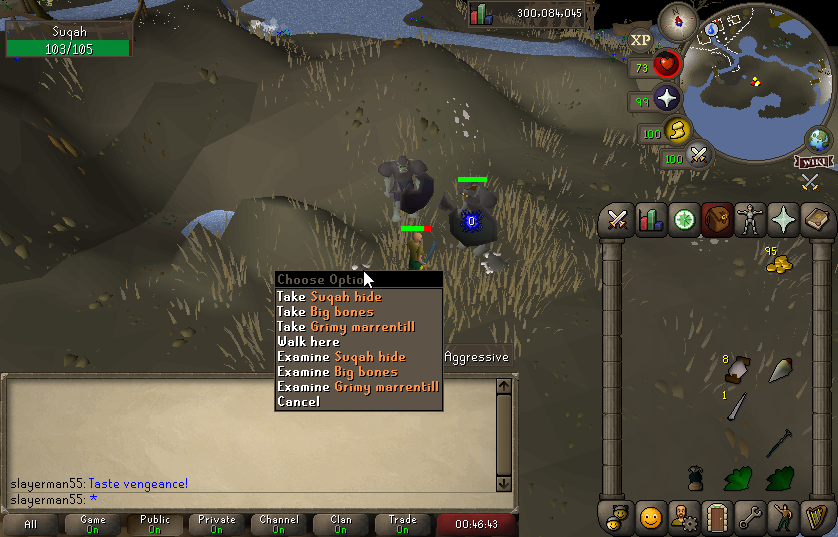 Suqah
103/105
300,084,045
XP
73
99
100
100
WIKI
0
95
8
1
Choose Optio
Take Suqah hide
Take Big bones
Take Grimy marrentill
Walk here
Examine Suqah hide
Examine Big bones
Examine Grimy marrentill
Cancel
Aggressive
slayerman55: Taste vengeance!
slayerman55: *
All
Game
On
Public
On
Private
On
Channel
On
Clan
On
Trade
On
00:46:43